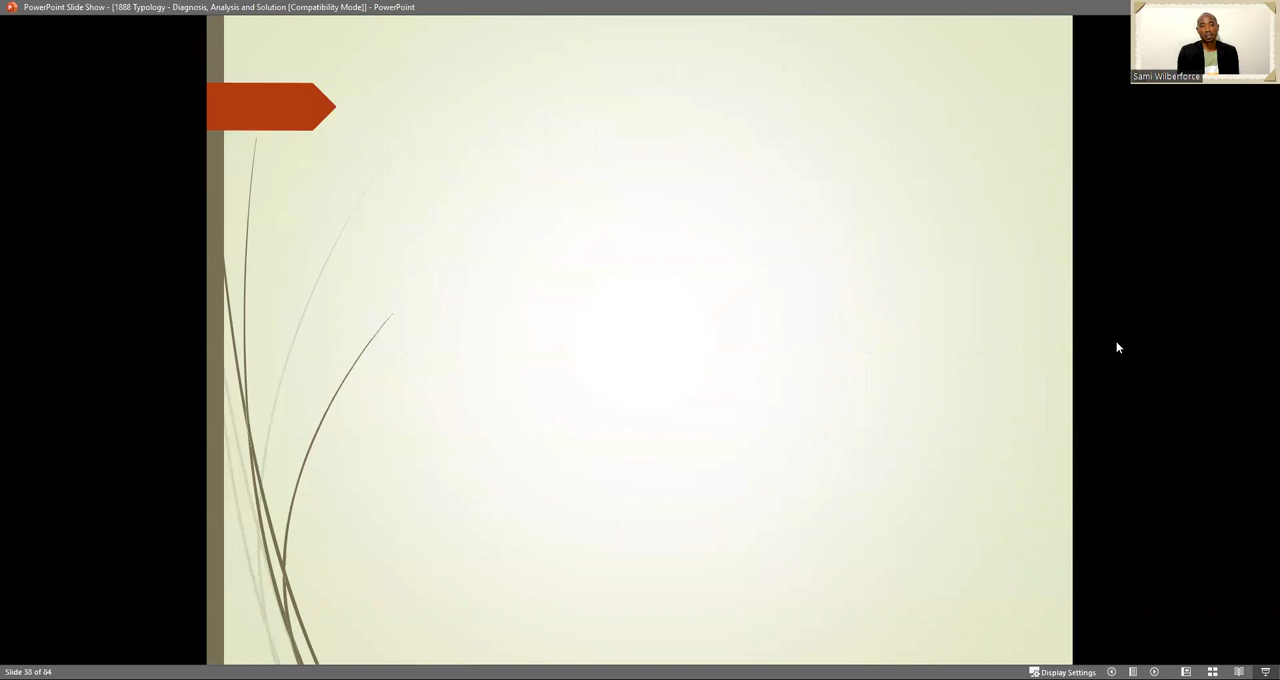 PowerPoint Slide Show - [1888 Typology - Diagnosis, Analysis and Solution [Compatibility Mode]] - PowerPoint
Sami Wilberforce
Slide 38 of 84
Display Settings